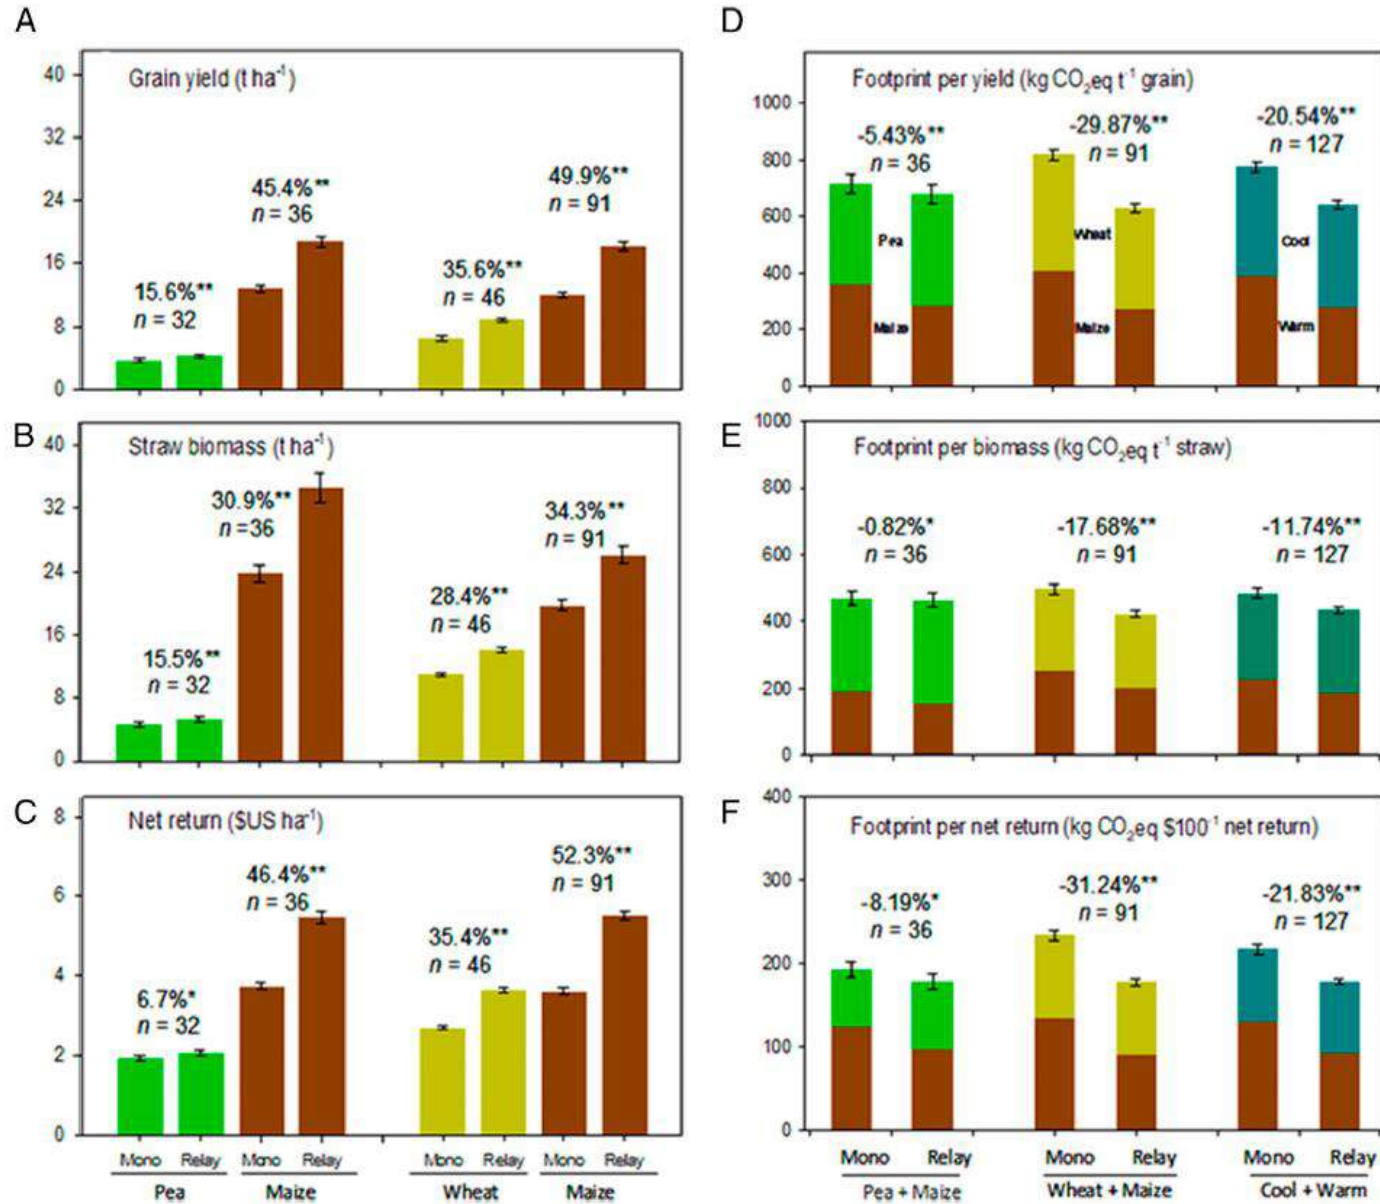 A
Grain yield (t ha⁻¹)
40
32
24
16
8
0
15.6%**
n = 32
45.4%**
n = 36
35.6%**
n = 46
49.9%**
n = 91
B
Straw biomass (t ha⁻¹)
40
32
24
16
8
0
15.5%**
n = 32
30.9%**
n =36
28.4%**
n = 46
34.3%**
n = 91
C
Net return ($US ha⁻¹)
8
6
4
2
0
6.7%*
n = 32
46.4%**
n = 36
35.4%**
n = 46
52.3%**
n = 91
Mono Relay Mono Relay Mono Relay Mono Relay
Pea Maize Wheat Maize
D
Footprint per yield (kg CO₂eq t⁻¹ grain)
1000
800
600
400
200
0
-5.43%**
n = 36
-29.87%**
n = 91
-20.54%**
n = 127
Pea Wheat Cool
Maize Maize Warm
E
Footprint per biomass (kg CO₂eq t⁻¹ straw)
1000
800
600
400
200
0
-0.82%*
n = 36
-17.68%**
n = 91
-11.74%**
n = 127
F
Footprint per net return (kg CO₂eq $100⁻¹ net return)
400
300
200
100
0
-8.19%*
n = 36
-31.24%**
n = 91
-21.83%**
n = 127
Mono Relay Mono Relay Mono Relay
Pea + Maize Wheat + Maize Cool + Warm